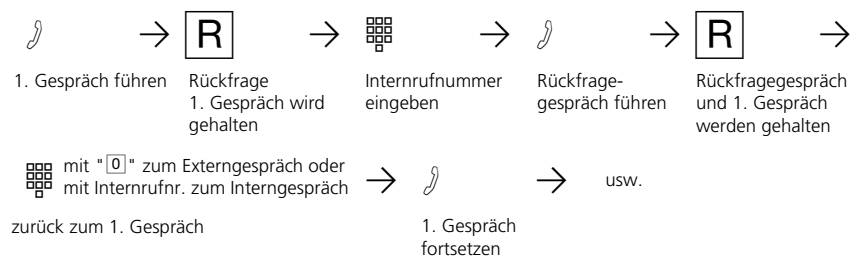 R
R
1. Gespräch führen
Rückfrage
1. Gespräch wird
gehalten
Internrufnummer
eingeben
Rückfrage-
gespräch führen
Rückfragegespräch
und 1. Gespräch
werden gehalten
mit "0" zum Externgespräch oder
mit Internrufnr. zum Interngespräch
usw.
zurück zum 1. Gespräch
1. Gespräch
fortsetzen